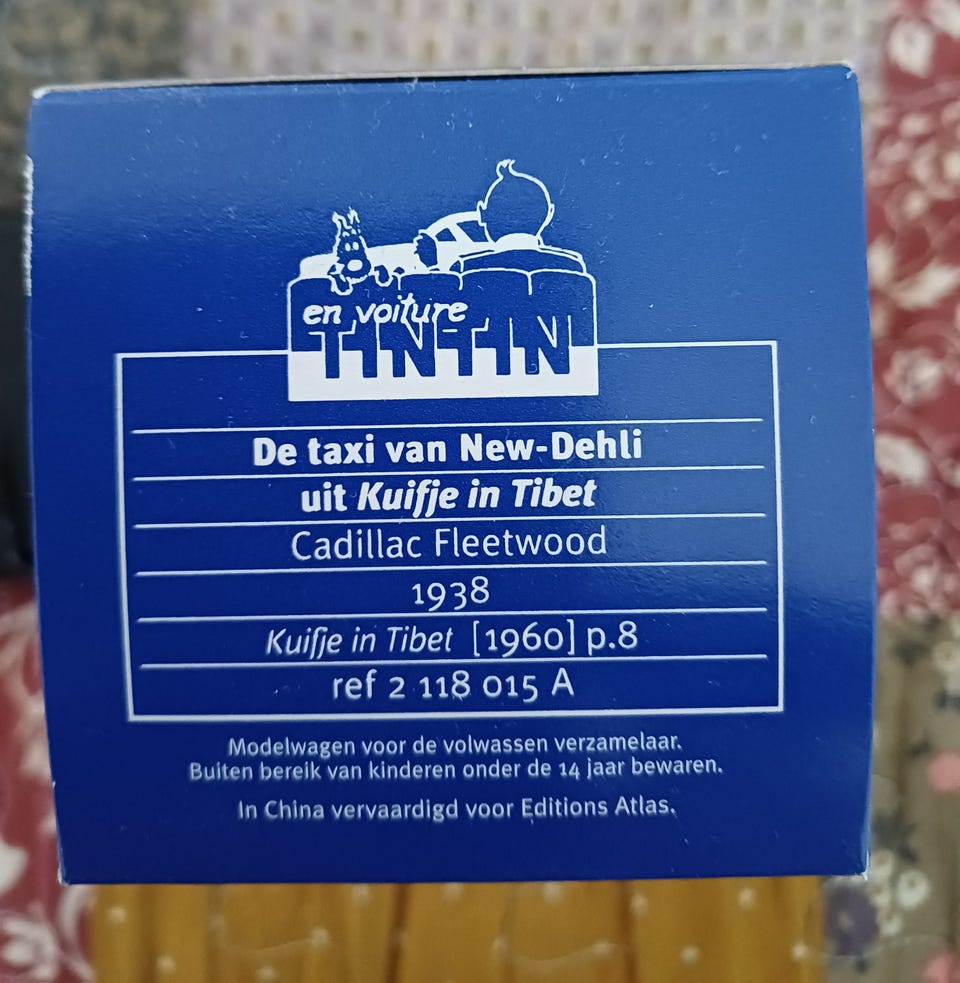 en voiture
TINTIN
De taxi van New-Dehli
uit Kuifje in Tibet
Cadillac Fleetwood
1938
Kuifje in Tibet [1960] p.8
ref 2 118 015 A
Modelwagen voor de volwassen verzamelaar.
Buiten bereik van kinderen onder de 14 jaar bewaren.
In China vervaardigd voor Editions Atlas.